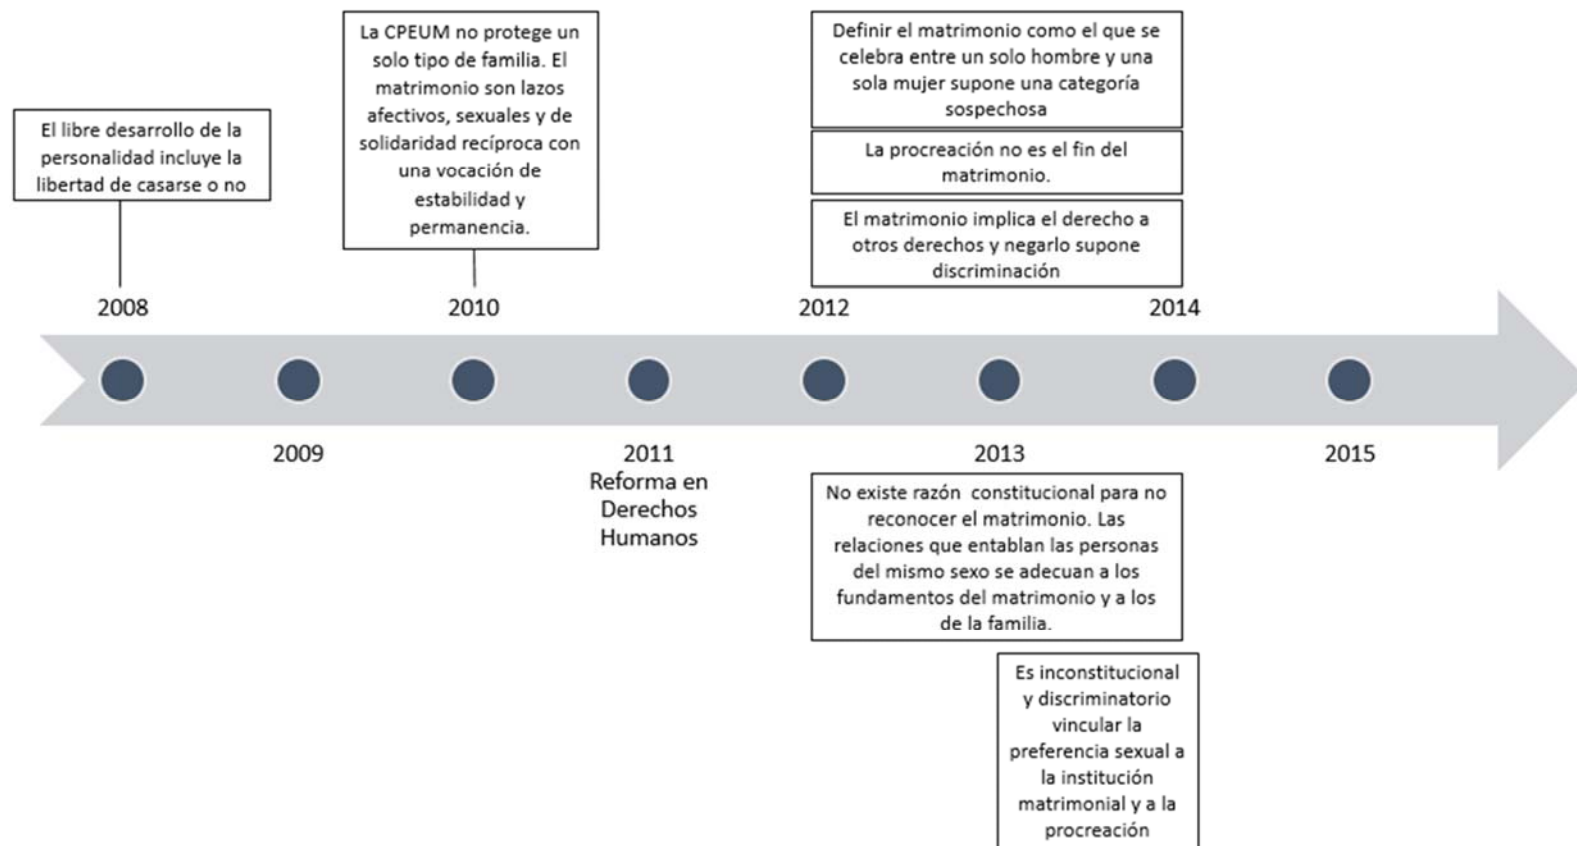 El libre desarrollo de la
personalidad incluye la
libertad de casarse o no
La CPEUM no protege un
solo tipo de familia. El
matrimonio son lazos
afectivos, sexuales y de
solidaridad recíproca con
una vocación de
estabilidad y
permanencia.
Definir el matrimonio como el que se
celebra entre un solo hombre y una
sola mujer supone una categoría
sospechosa
La procreación no es el fin del
matrimonio.
El matrimonio implica el derecho a
otros derechos y negarlo supone
discriminación
2008
2010
2012
2014
2009
2011
Reforma en
Derechos
Humanos
2013
2015
No existe razón constitucional para no
reconocer el matrimonio. Las
relaciones que entablan las personas
del mismo sexo se adecuan a los
fundamentos del matrimonio y a los
de la familia.
Es inconstitucional
y discriminatorio
vincular la
preferencia sexual a
la institución
matrimonial y a la
procreación